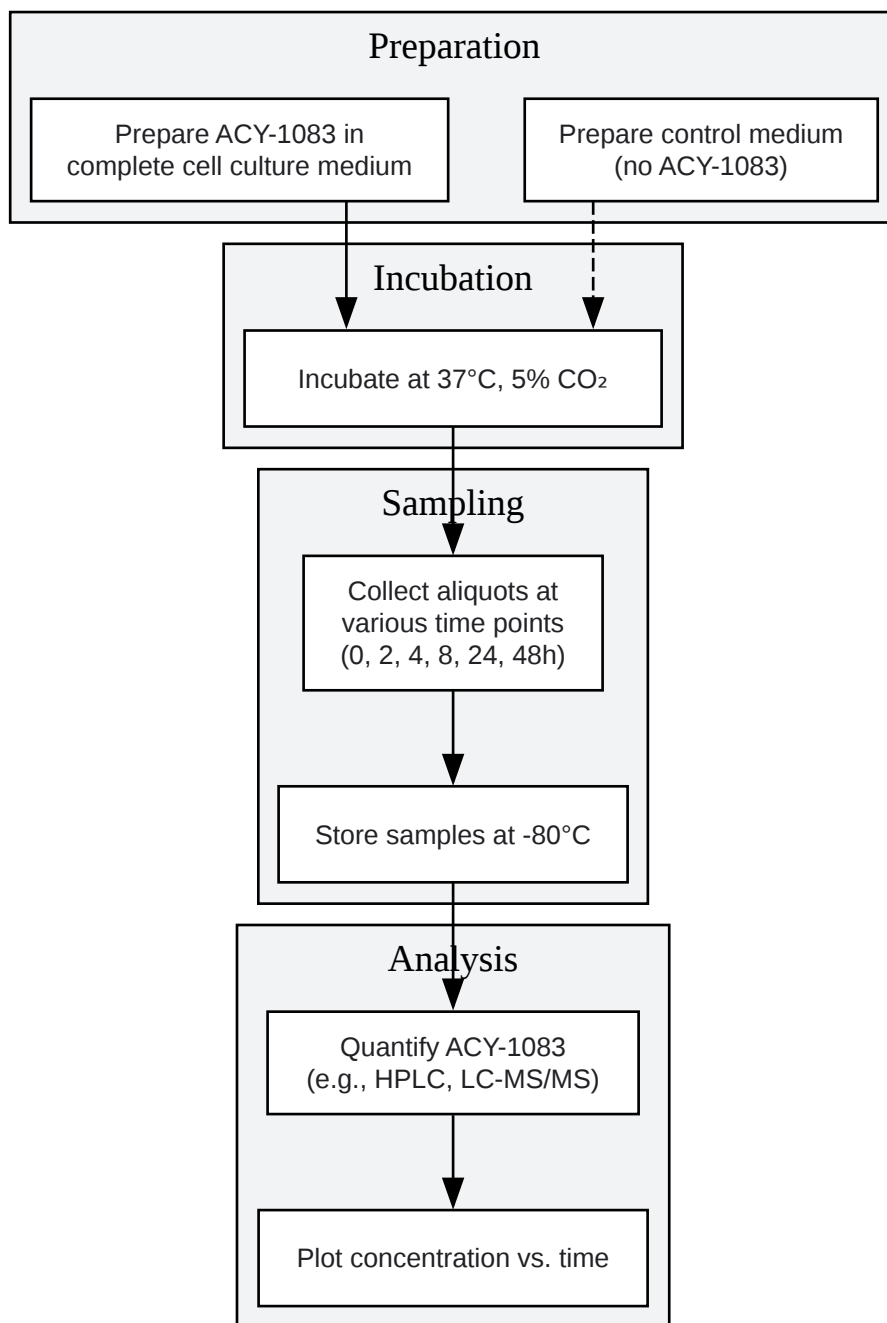 Preparation
Prepare ACY-1083 in
complete cell culture medium
Prepare control medium
(no ACY-1083)
Incubation
Incubate at 37°C, 5% CO₂
Sampling
Collect aliquots at
various time points
(0, 2, 4, 8, 24, 48h)
Store samples at -80°C
Analysis
Quantify ACY-1083
(e.g., HPLC, LC-MS/MS)
Plot concentration vs. time